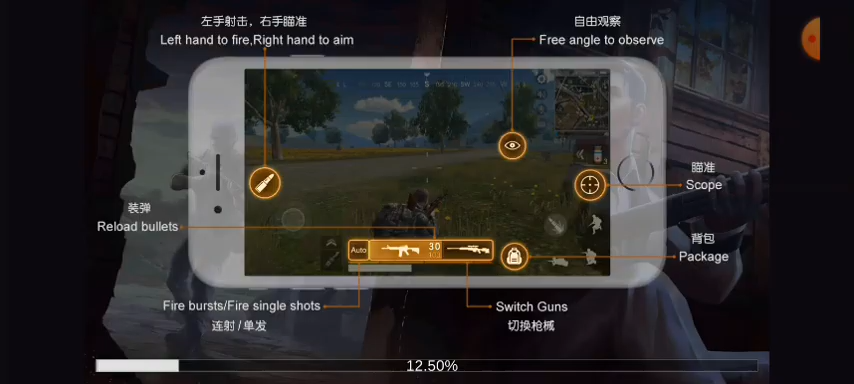 左手射击，右手瞄准
Left hand to fire,Right hand to aim
自由观察
Free angle to observe
瞄准
Scope
装弹
Reload bullets
背包
Package
Auto
30
Fire bursts/Fire single shots
连射 / 单发
Switch Guns
切换枪械
12.50%